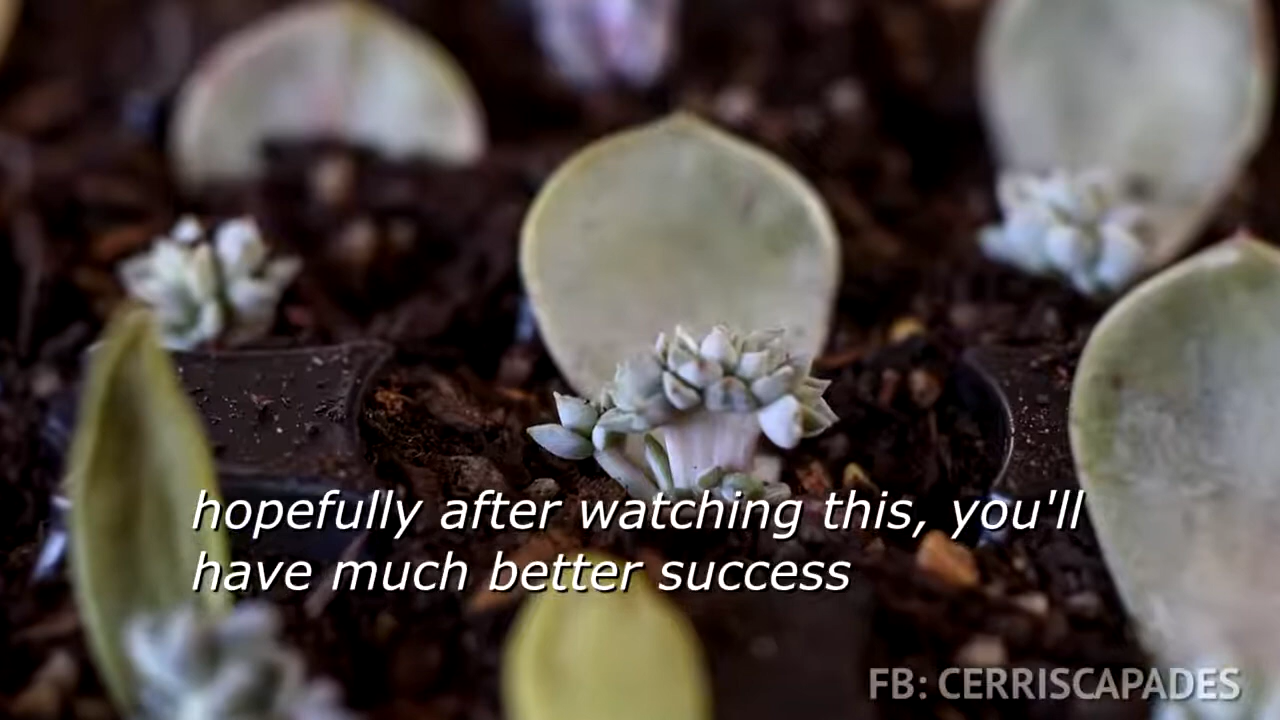 hopefully after watching this, you'll
have much better success
FB: CERRISCAPADES